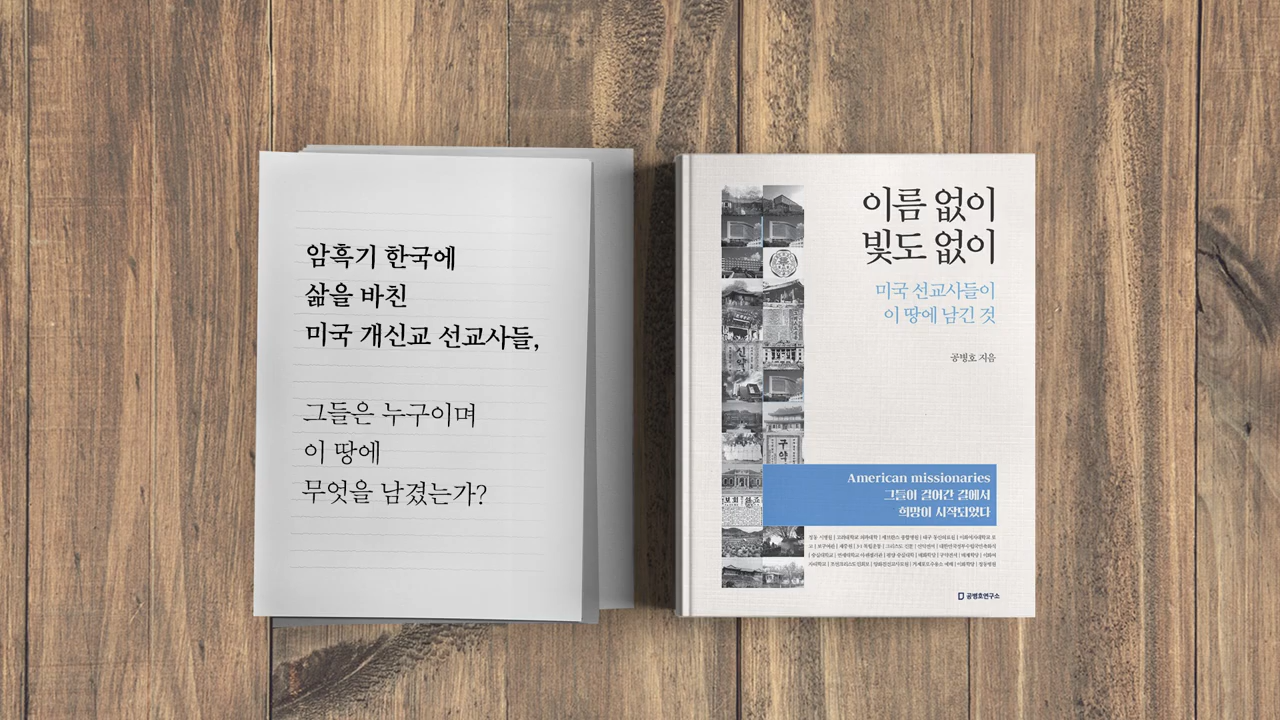 암흑기 한국에
삶을 바친
미국 개신교 선교사들,
그들은 누구이며
이 땅에
무엇을 남겼는가?
이름 없이
빛도 없이
미국 선교사들이
이 땅에 남긴 것
공병호 지음
신약
구약
American missionaries
그들이 걸어간 길에서
희망이 시작되었다
공병호연구소